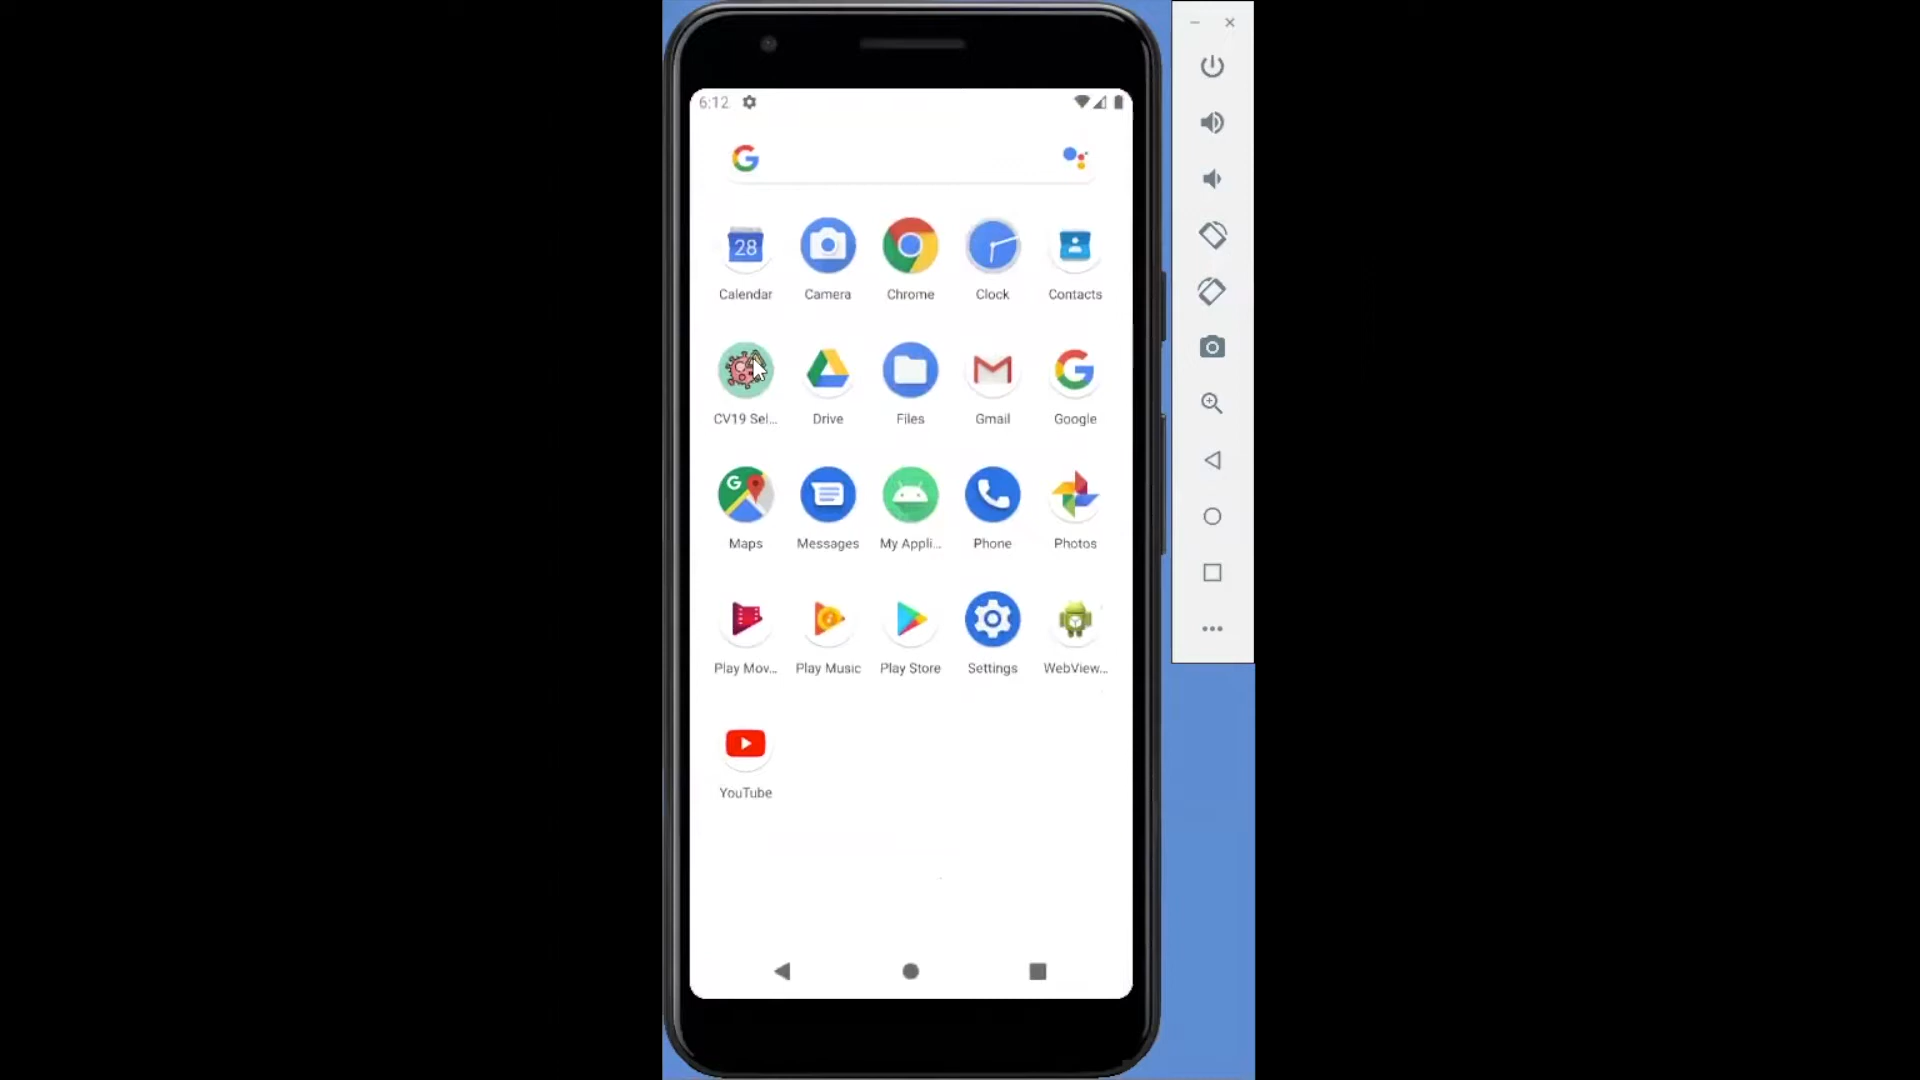 6:12
Calendar Camera Chrome Clock Contacts
CV19 Sel... Drive Files Gmail Google
Maps Messages My Appli... Phone Photos
Play Mov... Play Music Play Store Settings WebView...
YouTube
28